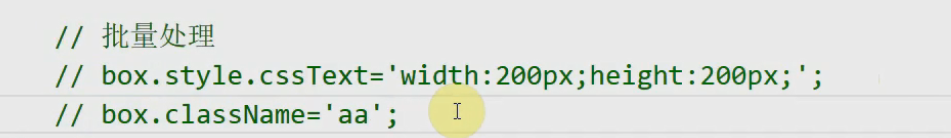 // 批量处理
// box.style.cssText='width:200px;height:200px;';
// box.className='aa';